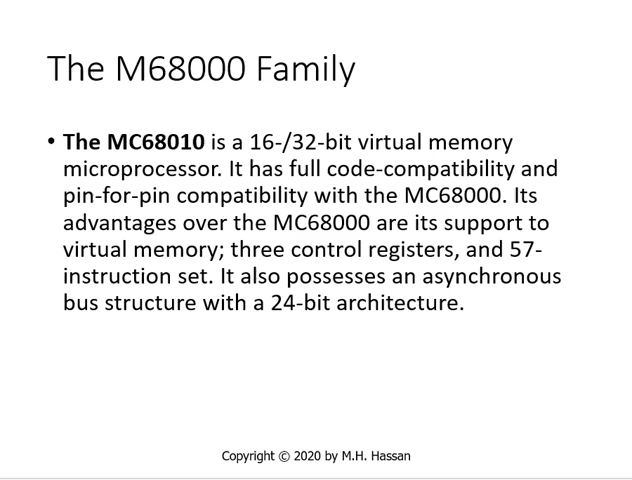 The M68000 Family
• The MC68010 is a 16-/32-bit virtual memory
microprocessor. It has full code-compatibility and
pin-for-pin compatibility with the MC68000. Its
advantages over the MC68000 are its support to
virtual memory; three control registers, and 57-
instruction set. It also possesses an asynchronous
bus structure with a 24-bit architecture.
Copyright © 2020 by M.H. Hassan